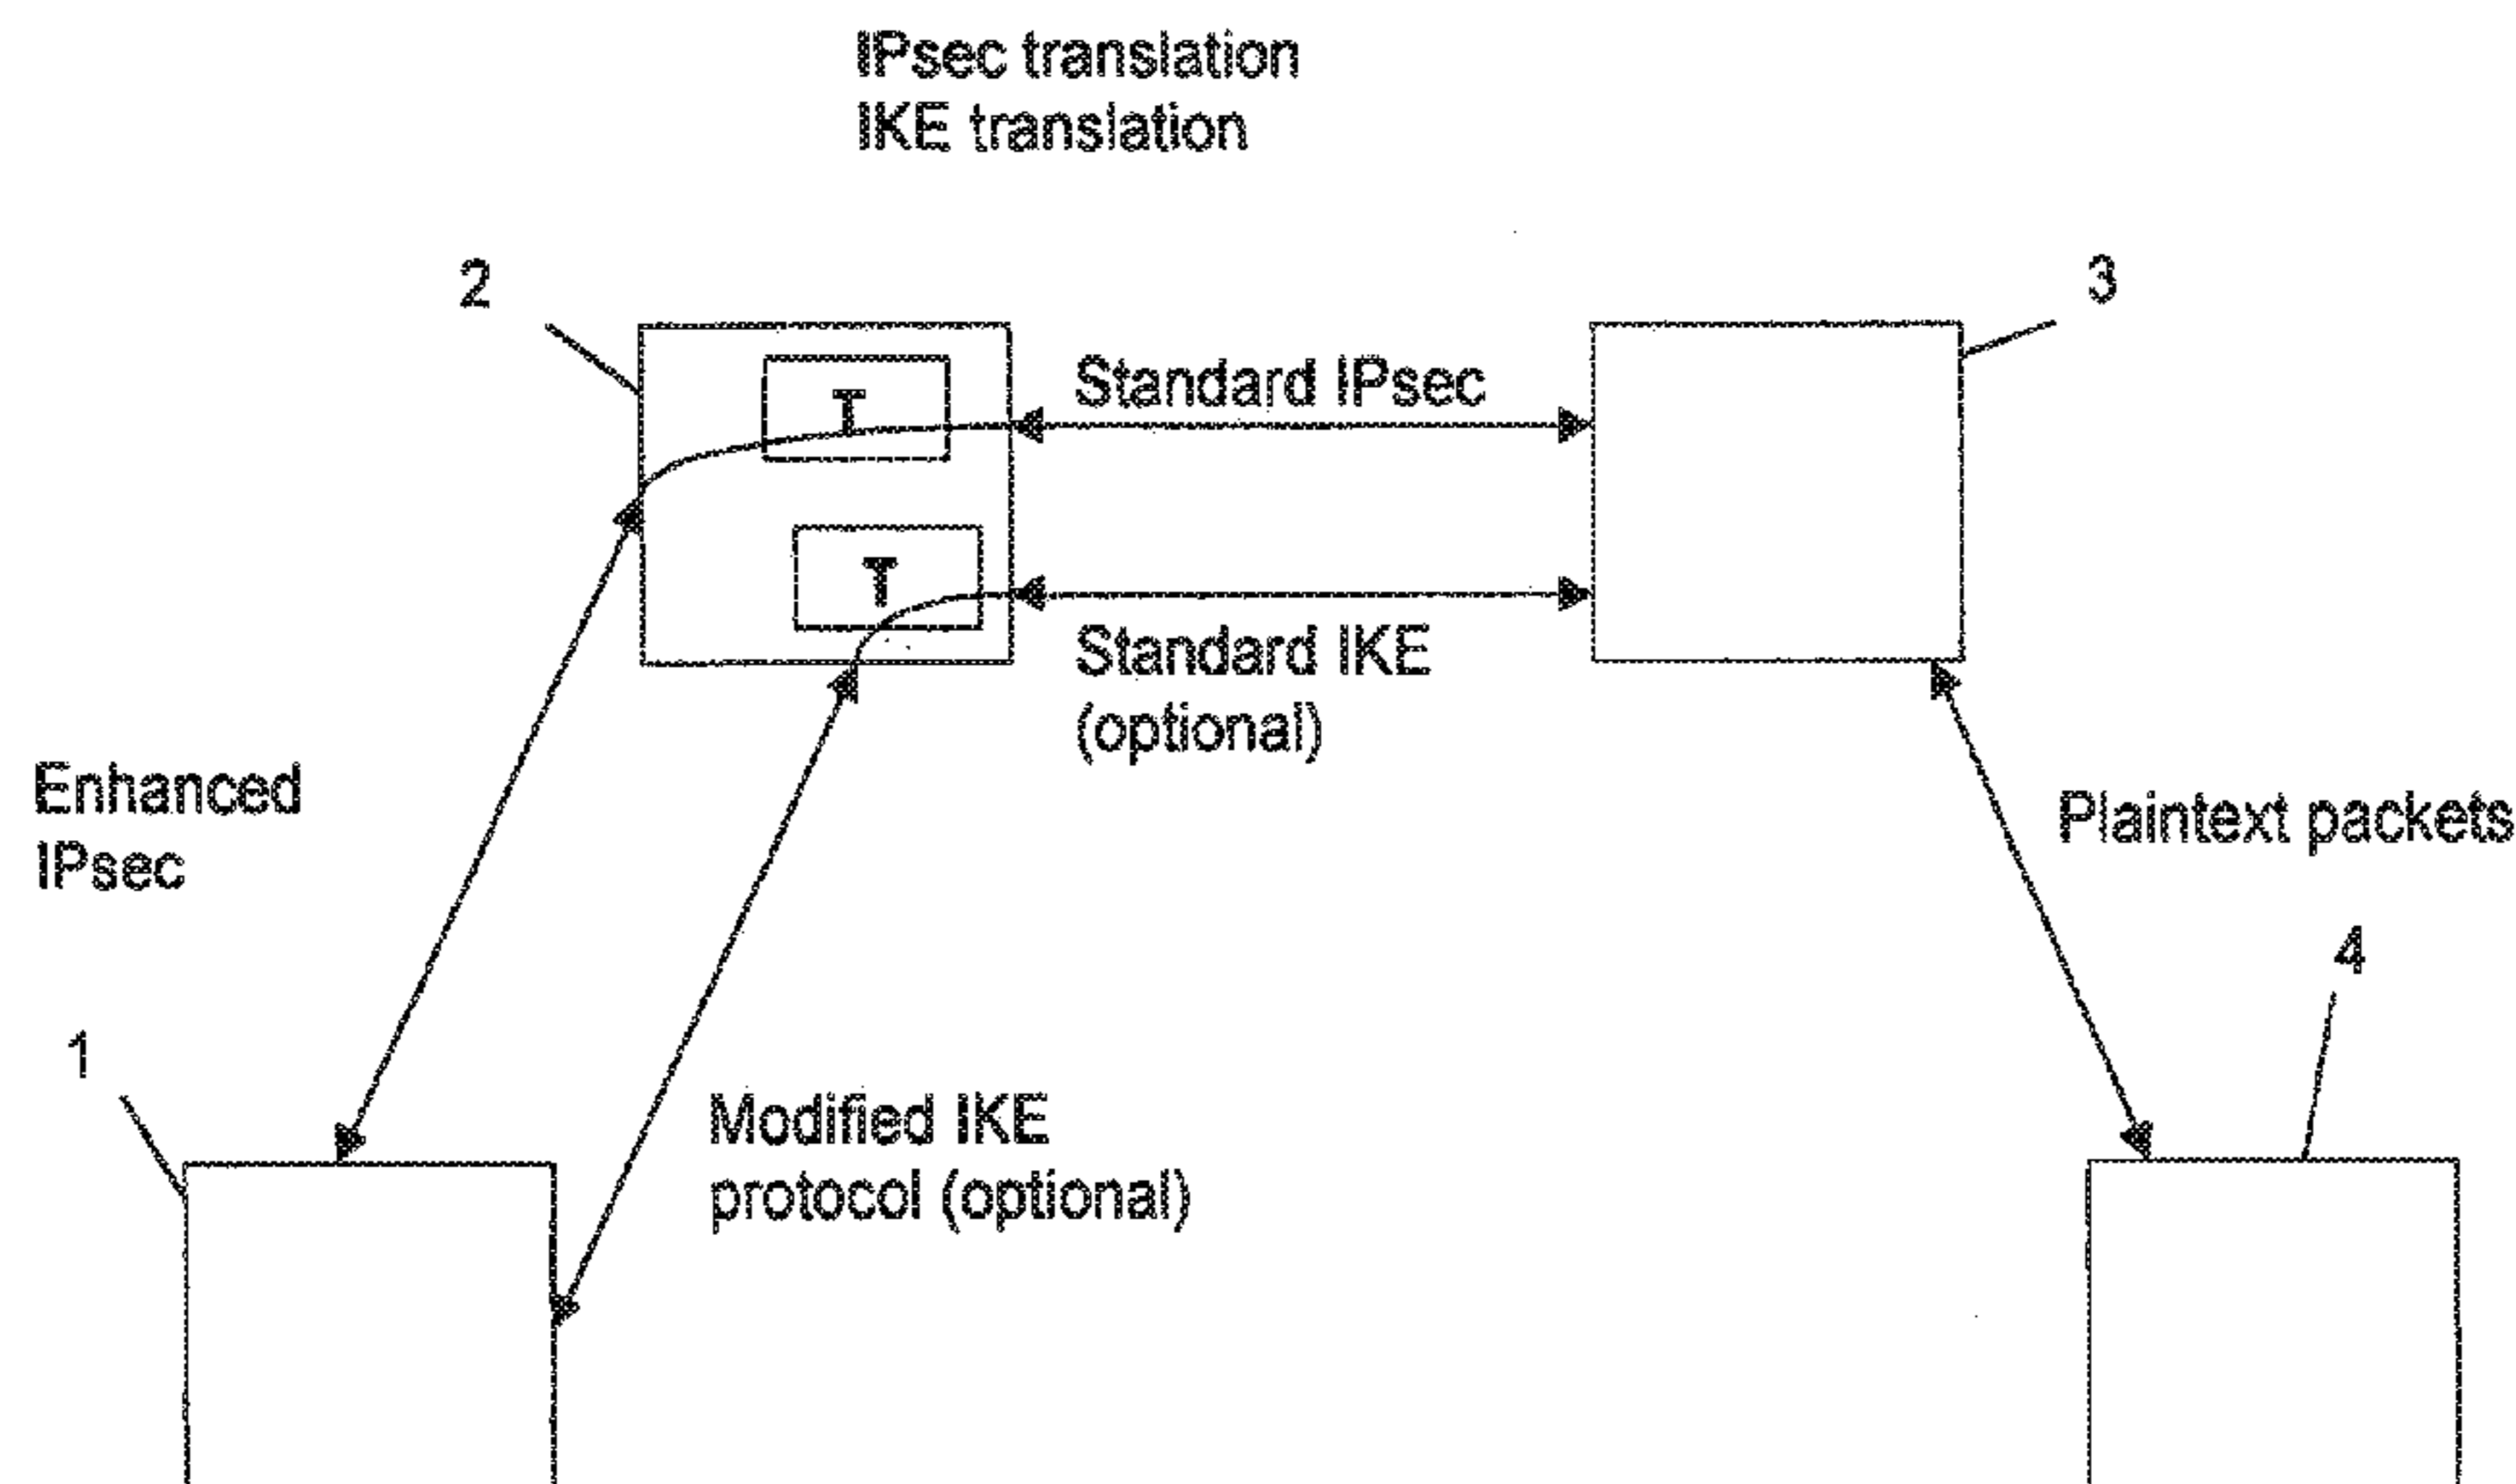 IPsec translation
IKE translation
2
3
T
Standard IPsec
T
Standard IKE
(optional)
Enhanced
IPsec
Plaintext packets
4
1
Modified IKE
protocol (optional)